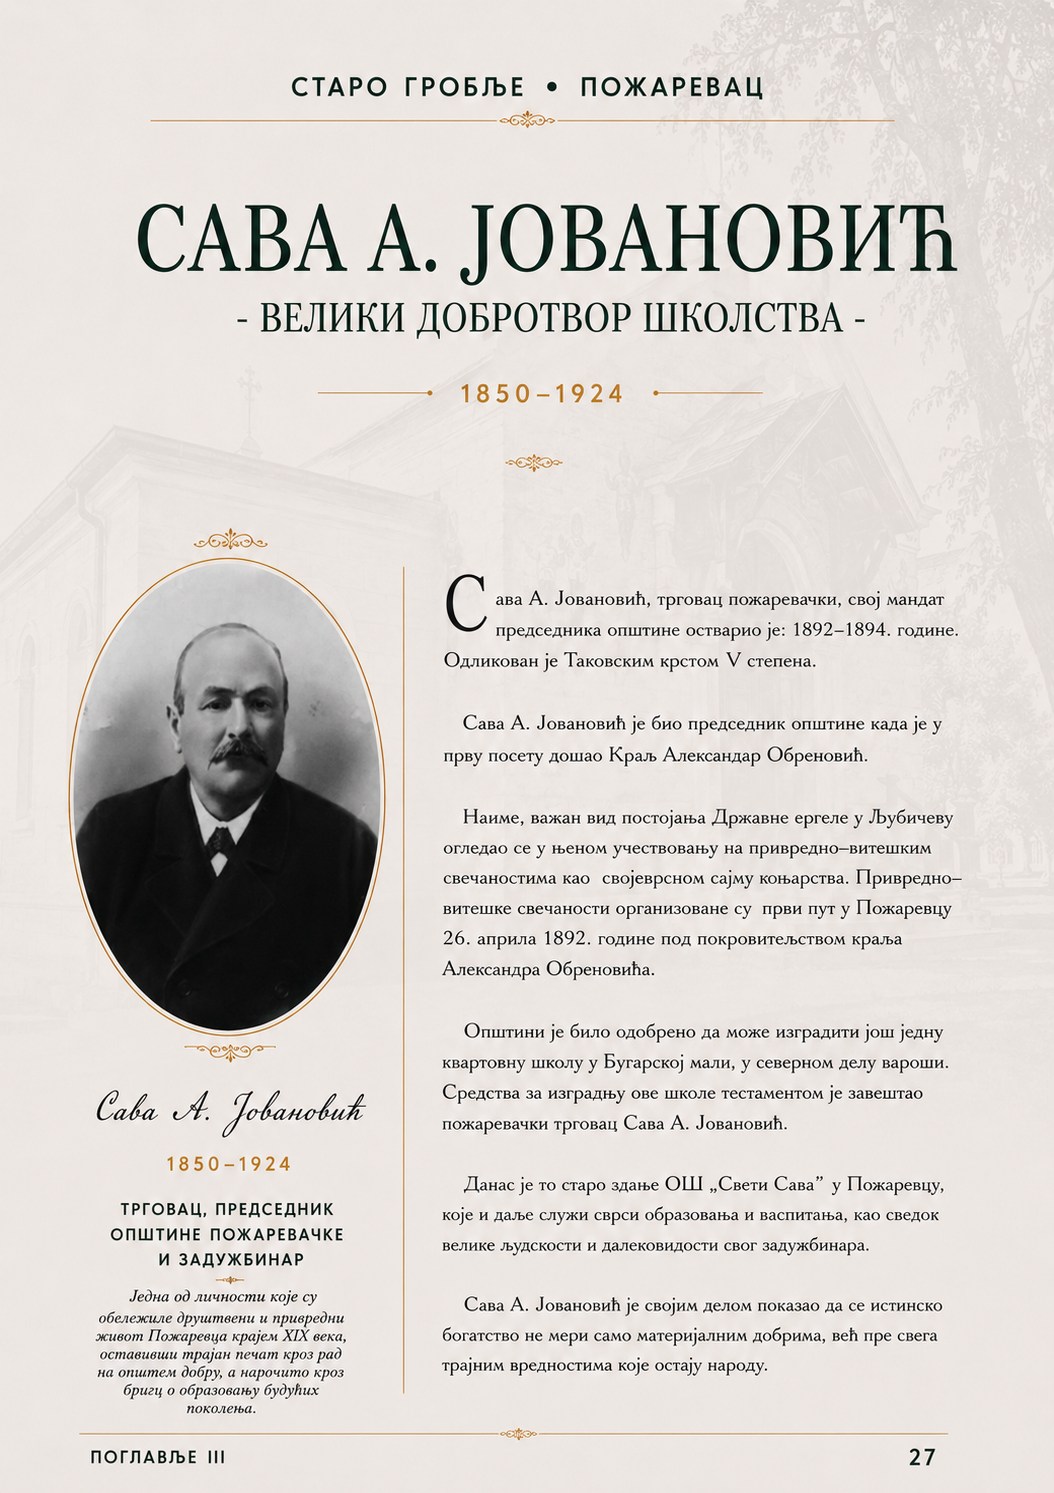 СТАРО ГРОБЉЕ • ПОЖАРЕВАЦ
САВА А. ЈОВАНОВИЋ
- ВЕЛИКИ ДОБРОТВОР ШКОЛСТВА -
1850–1924
Сава А. Јовановић, трговац пожаревачки, свој мандат
председника општине остварио је: 1892–1894. године.
Одликован је Таковским крстом V степена.
Сава А. Јовановић је био председник општине када је у
прву посету дошао Краљ Александар Обреновић.
Наиме, важан вид постојања Државне ергеле у Љубичеву
огледао се у њеном учествовању на привредно–витешким
свечаностима као својеврсном сајму коњарства. Привредно–
витешке свечаности организоване су први пут у Пожаревцу
26. априла 1892. године под покровитељством краља
Александра Обреновића.
Општини је било одобрено да може изградити још једну
квартовну школу у Бугарској мали, у северном делу вароши.
Средства за изградњу ове школе тестаментом је завештао
пожаревачки трговац Сава А. Јовановић.
Данас је то старо здање ОШ „Свети Сава” у Пожаревцу,
које и даље служи сврси образовања и васпитања, као сведок
велике људскости и далековидости свог задужбинара.
Сава А. Јовановић је својим делом показао да се истинско
богатство не мери само материјалним добрима, већ пре свега
трајним вредностима које остају народу.
Сава А. Јовановић
1850–1924
ТРГОВАЦ, ПРЕДСЕДНИК
ОПШТИНЕ ПОЖАРЕВАЧКЕ
И ЗАДУЖБИНАР
Једна од личности које су
обележиле друштвени и привредни
живот Пожаревца крајем XIX века,
оставивши трајан печат кроз рад
на општем добру, а нарочито кроз
бригц о образовању будућих
поколења.
ПОГЛАВЉЕ III
27